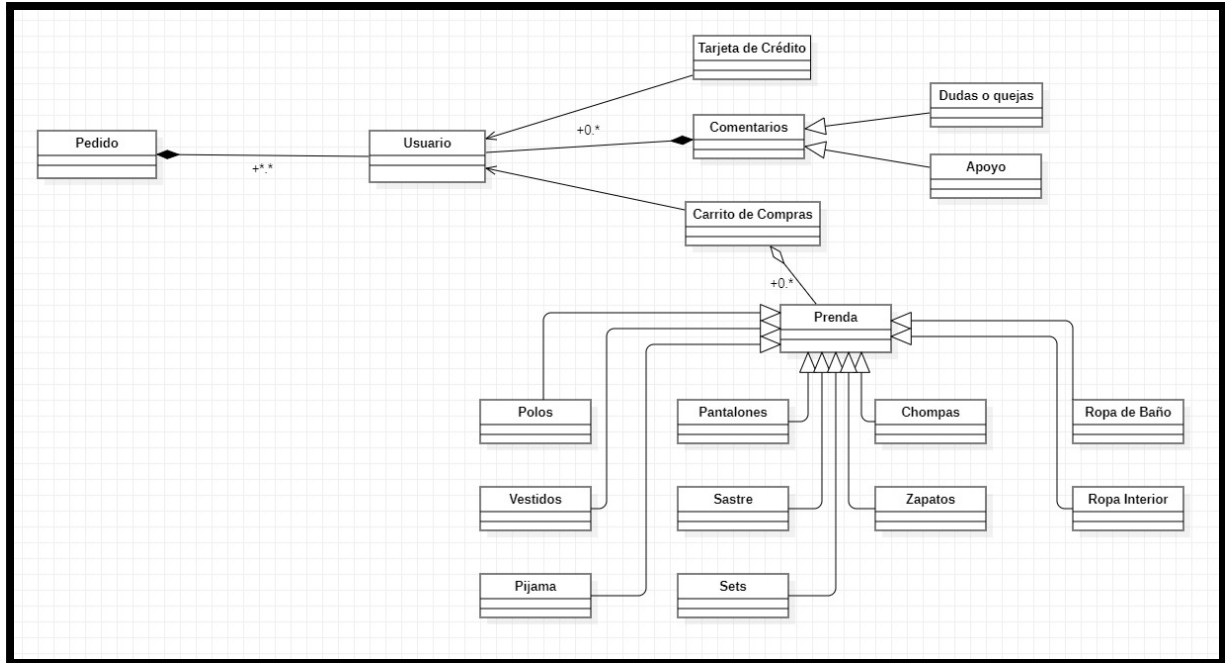 Tarjeta de Crédito
Dudas o quejas
+0.*
Comentarios
Pedido
Usuario
+*.*
Apoyo
Carrito de Compras
+0.*
Prenda
Polos
Pantalones
Chompas
Ropa de Baño
Vestidos
Sastre
Zapatos
Ropa Interior
Pijama
Sets